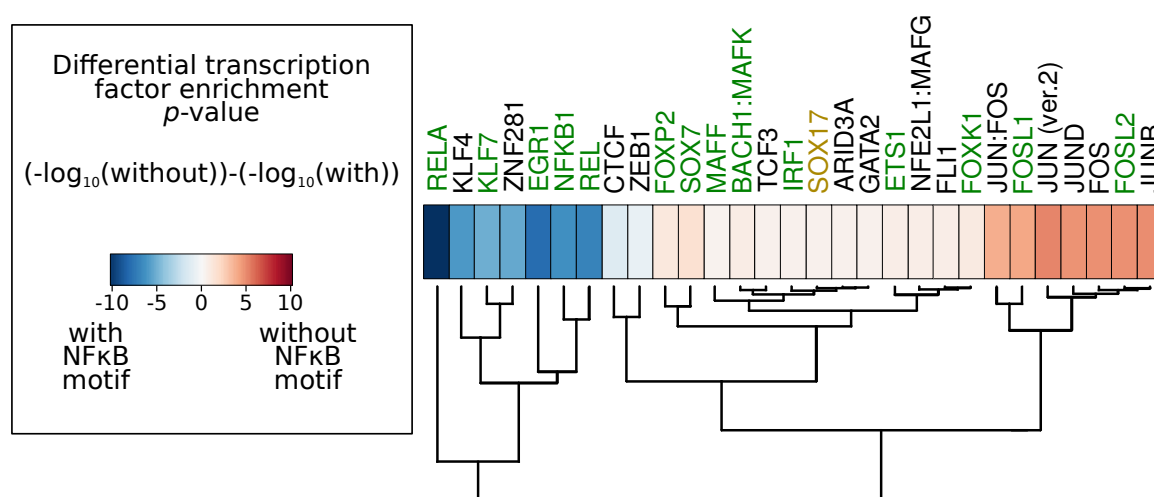 Differential transcription
factor enrichment
p-value
(-log10(without))-(-log10(with))
-10 -5 0 5 10
with
NFκB
motif
without
NFκB
motif
RELA
KLF4
KLF7
ZNF281
EGR1
NFKB1
REL
CTCF
ZEB1
FOXP2
SOX7
MAFF
BACH1:MAFK
TCF3
IRF1
SOX17
ARID3A
GATA2
ETS1
NFE2L1:MAFG
FLI1
FOXK1
JUN:FOS
FOSL1
JUN (ver.2)
JUND
FOS
FOSL2
JUNB